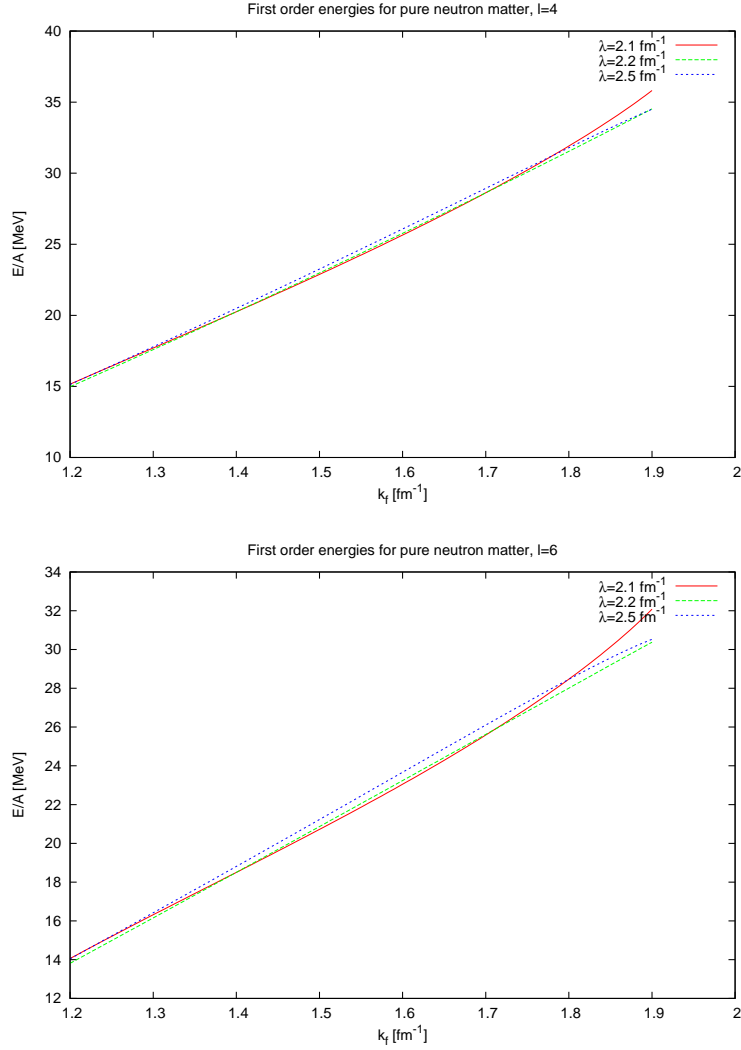 First order energies for pure neutron matter, l=4
40
35
30
25
20
15
10
E/A [MeV]
λ=2.1 fm⁻¹
λ=2.2 fm⁻¹
λ=2.5 fm⁻¹
1.2 1.3 1.4 1.5 1.6 1.7 1.8 1.9 2
k_f [fm⁻¹]
First order energies for pure neutron matter, l=6
34
32
30
28
26
24
22
20
18
16
14
12
E/A [MeV]
λ=2.1 fm⁻¹
λ=2.2 fm⁻¹
λ=2.5 fm⁻¹
1.2 1.3 1.4 1.5 1.6 1.7 1.8 1.9 2
k_f [fm⁻¹]